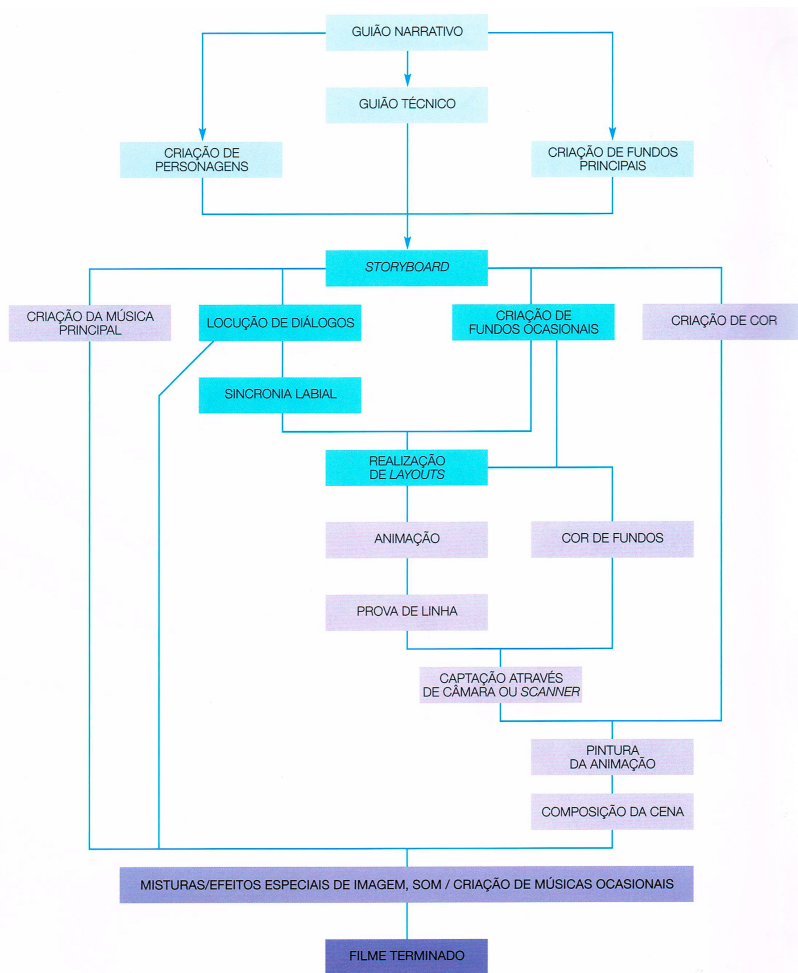 GUIÃO NARRATIVO
GUIÃO TÉCNICO
CRIAÇÃO DE
PERSONAGENS
CRIAÇÃO DE FUNDOS
PRINCIPAIS
STORYBOARD
CRIAÇÃO DA MÚSICA
PRINCIPAL
LOCUÇÃO DE DIÁLOGOS
CRIAÇÃO DE
FUNDOS OCASIONAIS
CRIAÇÃO DE COR
SINCRONIA LABIAL
REALIZAÇÃO
DE LAYOUTS
ANIMAÇÃO
COR DE FUNDOS
PROVA DE LINHA
CAPTAÇÃO ATRAVÉS
DE CÂMARA OU SCANNER
PINTURA
DA ANIMAÇÃO
COMPOSIÇÃO DA CENA
MISTURAS/EFEITOS ESPECIAIS DE IMAGEM, SOM / CRIAÇÃO DE MÚSICAS OCASIONAIS
FILME TERMINADO